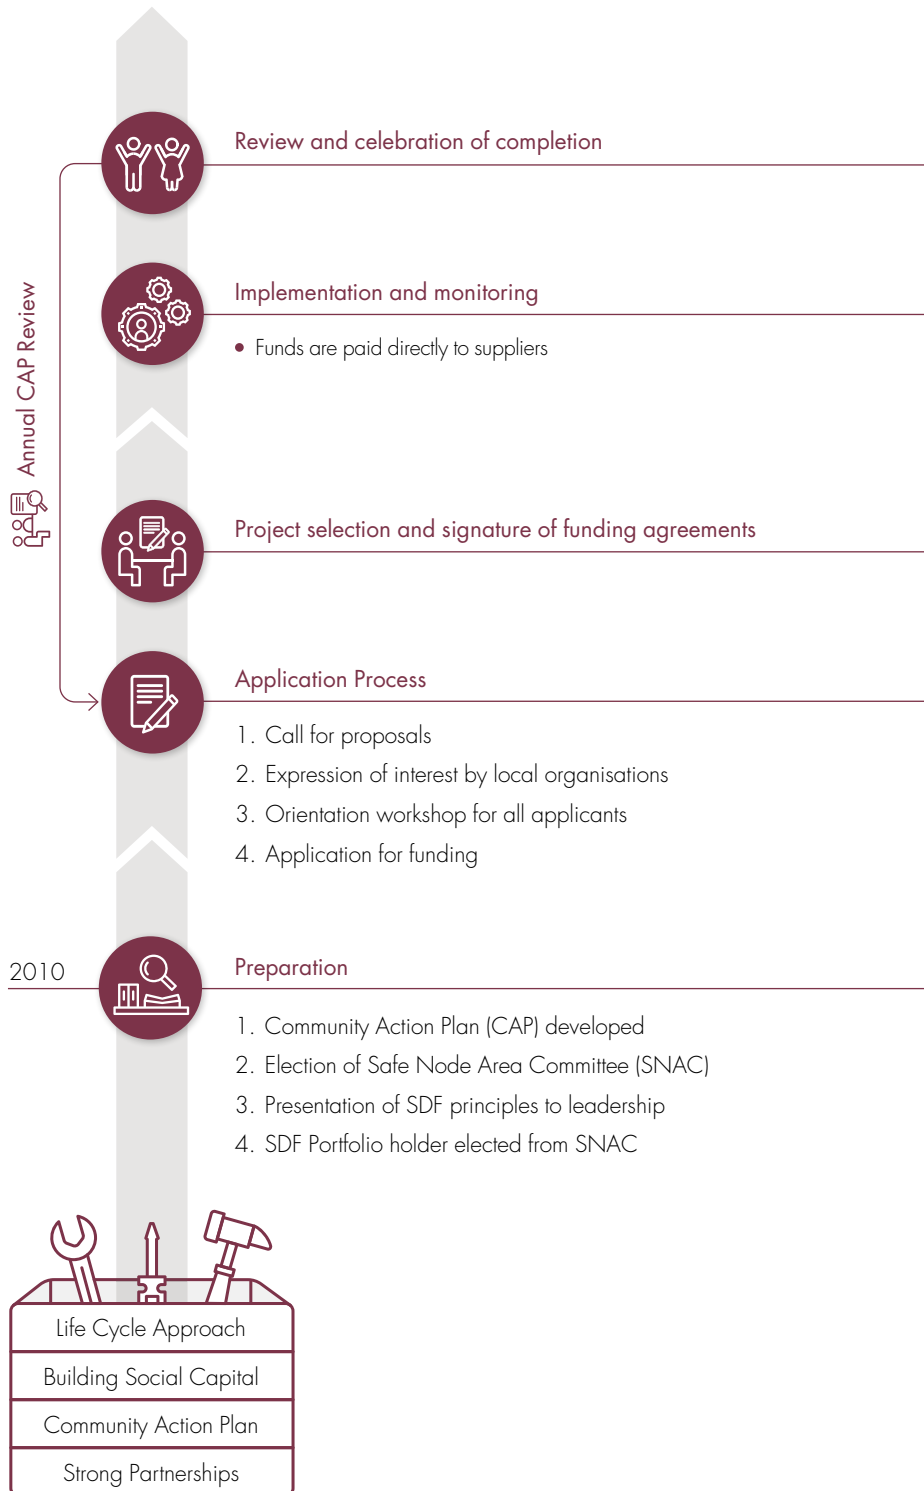 Review and celebration of completion
Annual CAP Review
Implementation and monitoring
• Funds are paid directly to suppliers
Project selection and signature of funding agreements
Application Process
1. Call for proposals
2. Expression of interest by local organisations
3. Orientation workshop for all applicants
4. Application for funding
2010
Preparation
1. Community Action Plan (CAP) developed
2. Election of Safe Node Area Committee (SNAC)
3. Presentation of SDF principles to leadership
4. SDF Portfolio holder elected from SNAC
Life Cycle Approach
Building Social Capital
Community Action Plan
Strong Partnerships